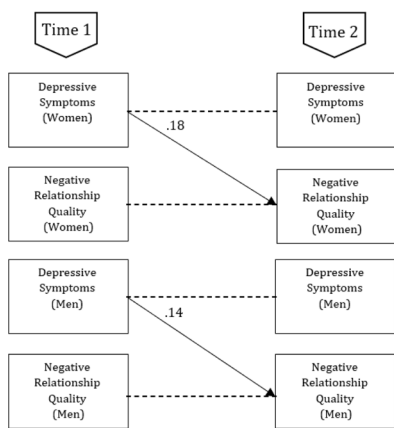 Time 1
Time 2
Depressive
Symptoms
(Women)
Depressive
Symptoms
(Women)
.18
Negative
Relationship
Quality
(Women)
Negative
Relationship
Quality
(Women)
Depressive
Symptoms
(Men)
Depressive
Symptoms
(Men)
.14
Negative
Relationship
Quality
(Men)
Negative
Relationship
Quality
(Men)